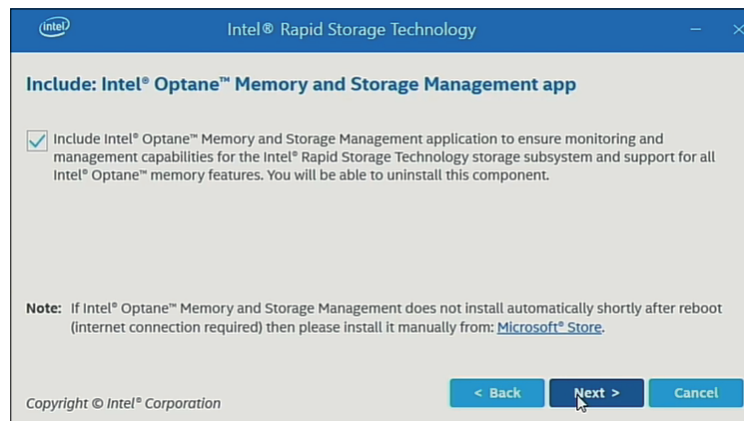 intel
Intel® Rapid Storage Technology
Include: Intel® Optane™ Memory and Storage Management app
Include Intel® Optane™ Memory and Storage Management application to ensure monitoring and
management capabilities for the Intel® Rapid Storage Technology storage subsystem and support for all
Intel® Optane™ memory features. You will be able to uninstall this component.
Note: If Intel® Optane™ Memory and Storage Management does not install automatically shortly after reboot
(internet connection required) then please install it manually from: Microsoft® Store.
< Back Next > Cancel
Copyright © Intel® Corporation